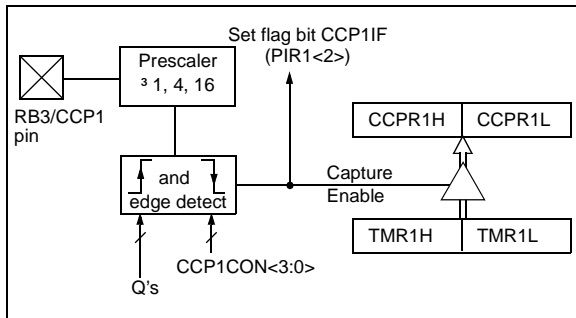 Set flag bit CCP1IF
(PIR1<2>)
Prescaler
³ 1, 4, 16
RB3/CCP1
pin
CCPR1H CCPR1L
and
edge detect
Capture
Enable
TMR1H TMR1L
CCP1CON<3:0>
Q's